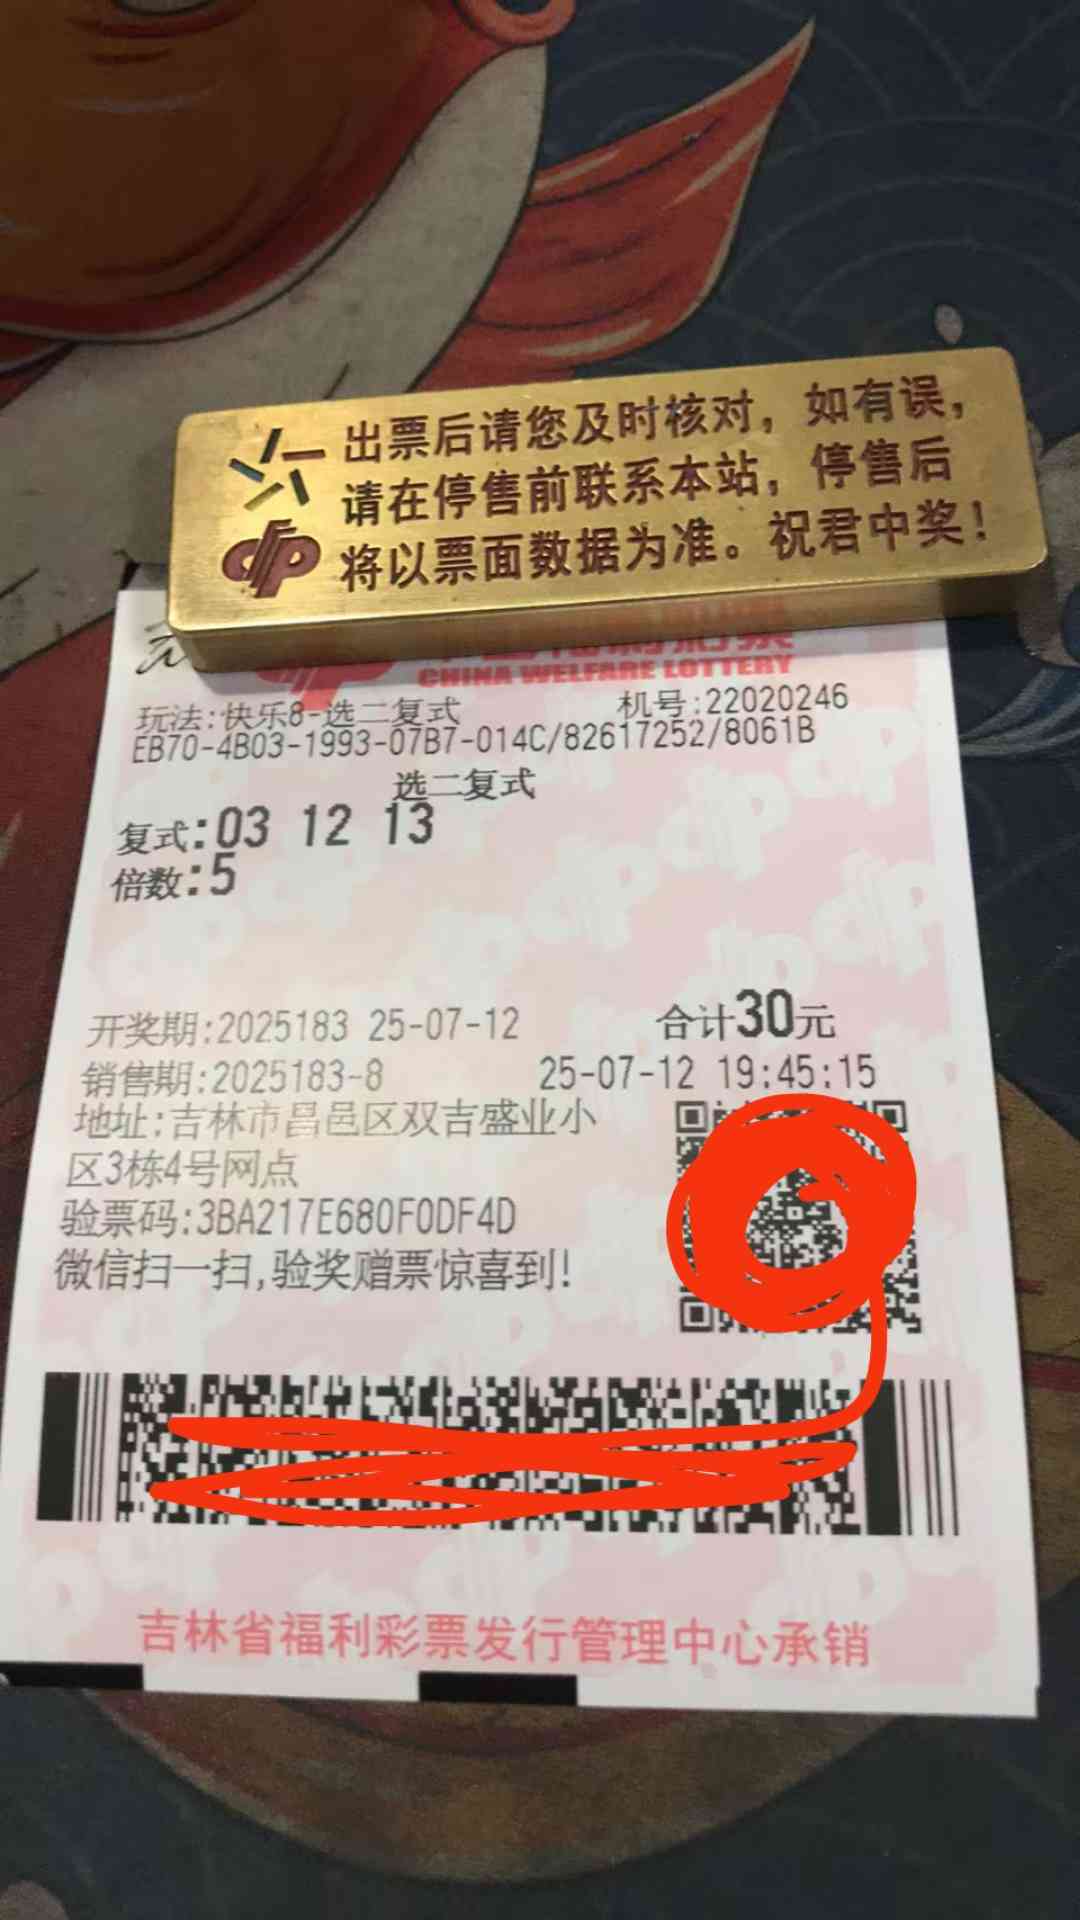 出票后请您及时核对，如有误，
请在停售前联系本站，停售后
将以票面数据为准。祝君中奖！
CHINA WELFARE LOTTERY
玩法:快乐8-选二复式 机号:22020246
EB70-4B03-1993-07B7-014C/82617252/8061B
选二复式
复式:03 12 13
倍数:5
开奖期:2025183 25-07-12 合计30元
销售期:2025183-8 25-07-12 19:45:15
地址:吉林市昌邑区双吉盛业小
区3栋4号网点
验票码:3BA217E680F0DF4D
微信扫一扫,验奖赠票惊喜到!
吉林省福利彩票发行管理中心承销